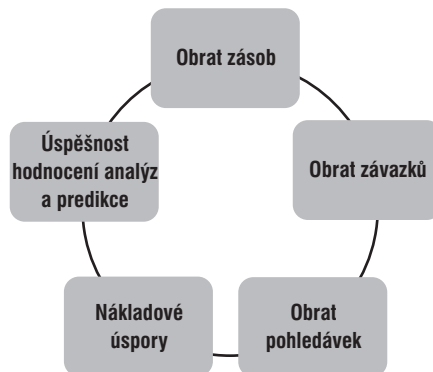 Obrat zásob
Obrat závazků
Obrat
pohledávek
Nákladové
úspory
Úspěšnost
hodnocení analýz
a predikce